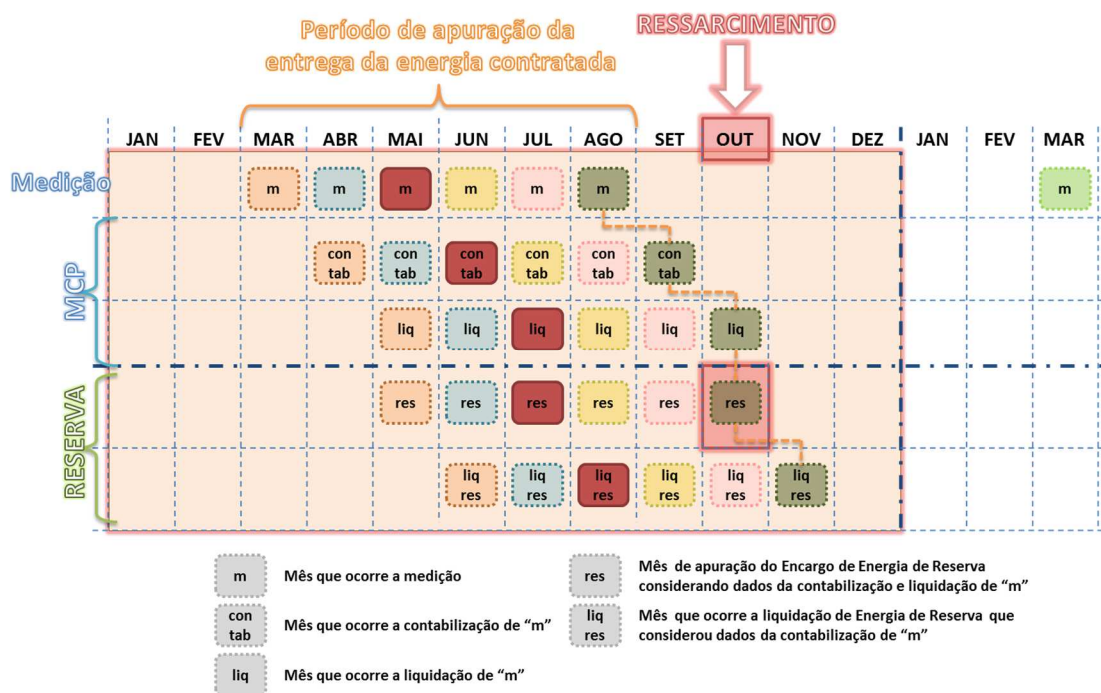 Período de apuração da
entrega da energia contratada
RESSARCIMENTO
JAN FEV MAR ABR MAI JUN JUL AGO SET OUT NOV DEZ JAN FEV MAR
Medição
m m m m m m m
MCP
con con con con con con
tab tab tab tab tab tab
liq liq liq liq liq liq
RESERVA
res res res res res res
liq liq liq liq liq liq
res res res res res res
m Mês que ocorre a medição
con
tab
Mês que ocorre a contabilização de “m”
liq Mês que ocorre a liquidação de “m”
res
Mês de apuração do Encargo de Energia de Reserva
considerando dados da contabilização e liquidação de “m”
liq
res
Mês que ocorre a liquidação de Energia de Reserva que
considerou dados da contabilização de “m”